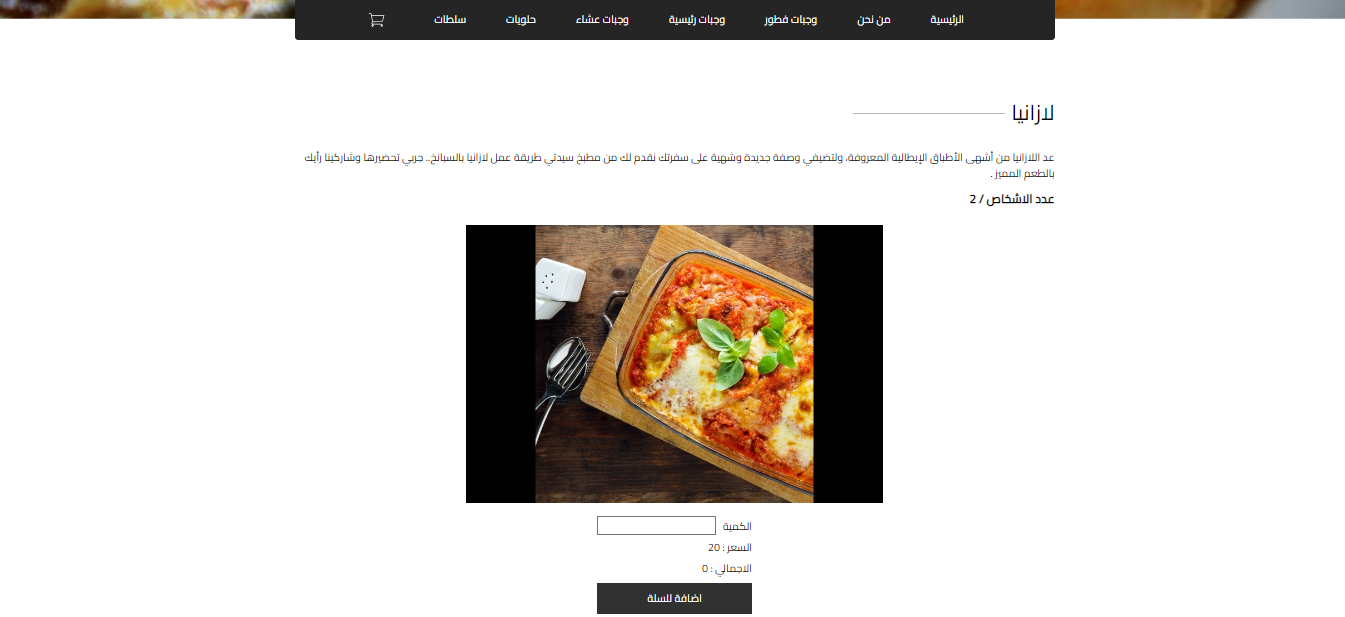 الرئيسية من نحن وجبات فطور وجبات رئيسية وجبات عشاء حلويات سلطات
لازانيا
عد اللازانيا من أشهى الأطباق الإيطالية المعروفة، ولتضيفي وصفة جديدة وشهية على سفرتك نقدم لك من مطبخ سيدتي طريقة عمل لازانيا بالسبانخ.. جربي تحضيرها وشاركينا رأيك
بالطعم المميز .
عدد الاشخاص / 2
الكمية
السعر : 20
الاجمالي : 0
اضافة للسلة